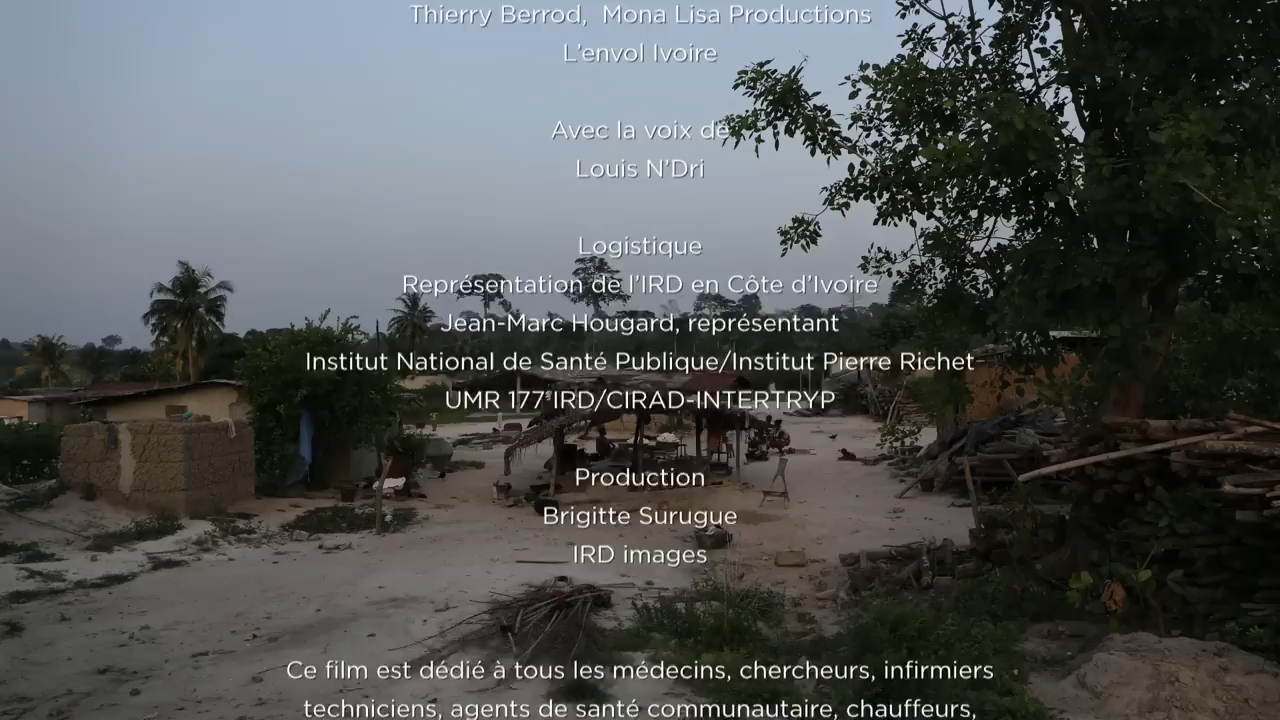 Thierry Berrod,  Mona Lisa Productions
L’envol Ivoire
Avec la voix de
Louis N’Dri
Logistique
Représentation de l’IRD en Côte d’Ivoire
Jean-Marc Hougard, représentant
Institut National de Santé Publique/Institut Pierre Richet
UMR 177 IRD/CIRAD-INTERTRYP
Production
Brigitte Surugue
IRD images
Ce film est dédié à tous les médecins, chercheurs, infirmiers
techniciens, agents de santé communautaire, chauffeurs,